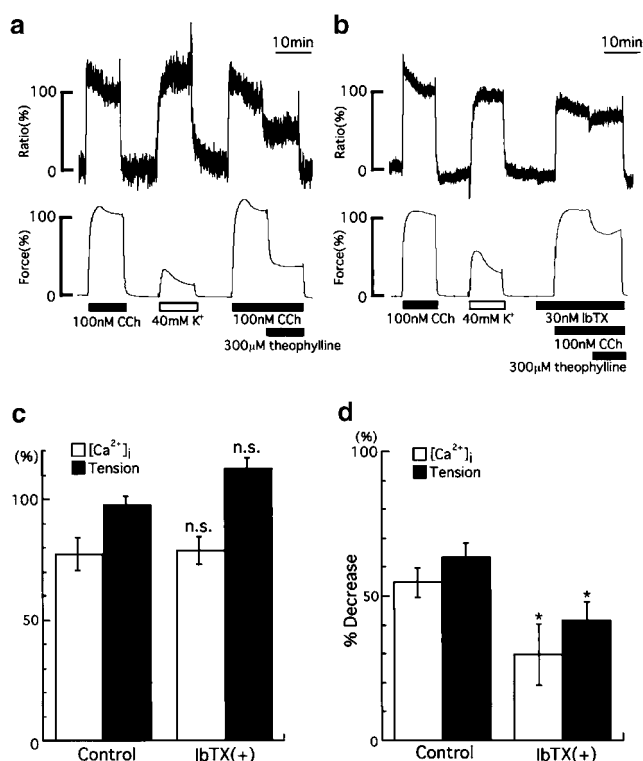 a
10min
100
Ratio(%)
0
100
Force(%)
0
100nM CCh
40mM K⁺
100nM CCh
300μM theophylline
b
10min
100
Ratio(%)
0
100
Force(%)
0
100nM CCh
40mM K⁺
30nM IbTX
100nM CCh
300μM theophylline
c
(%)
[Ca²⁺]i
Tension
n.s.
n.s.
100
50
0
Control
IbTX(+)
d
(%)
[Ca²⁺]i
Tension
100
% Decrease
50
*
*
0
Control
IbTX(+)